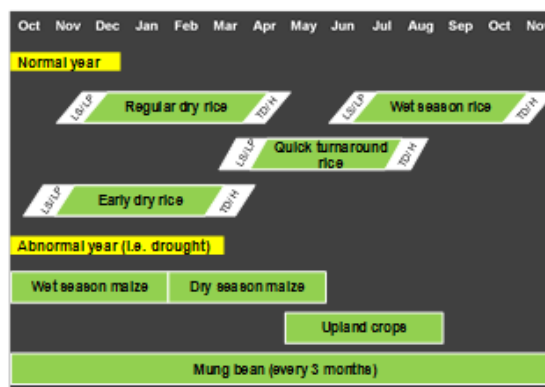 Oct Nov Dec Jan Feb Mar Apr May Jun Jul Aug Sep Oct Nov
Normal year
LS/LP Regular dry rice TD/H LS/LP Wet season rice TD/H
LS/LP Quick turnaround
rice TD/H
LS/LP Early dry rice TD/H
Abnormal year (i.e. drought)
Wet season maize Dry season maize
Upland crops
Mung bean (every 3 months)